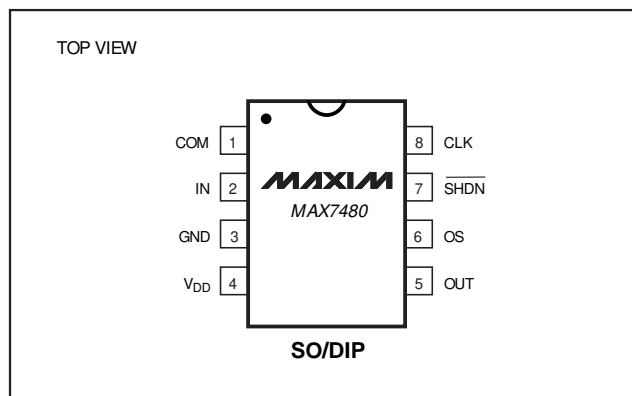 TOP VIEW
COM 1
8 CLK
IN 2
MAXIM
7 SHDN
MAX7480
GND 3
6 OS
VDD 4
5 OUT
SO/DIP